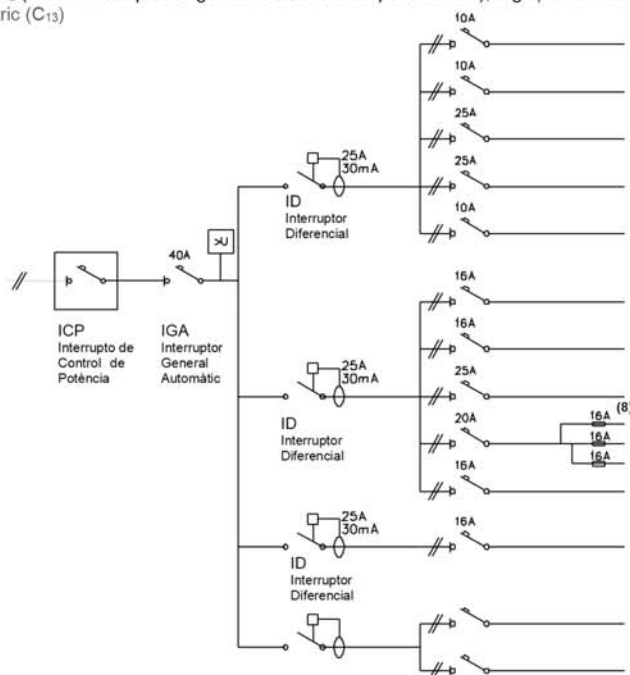 tric (C13)
10A
10A
25A
25A
10A
25A
30mA
ID
Interruptor
Diferencial
40A
ICP
Interrupto de
Control de
Potència
IGA
Interruptor
General
Automàtic
16A
16A
25A
20A
16A
25A
30mA
ID
Interruptor
Diferencial
(8)
16A
16A
16A
25A
30mA
16A
ID
Interruptor
Diferencial